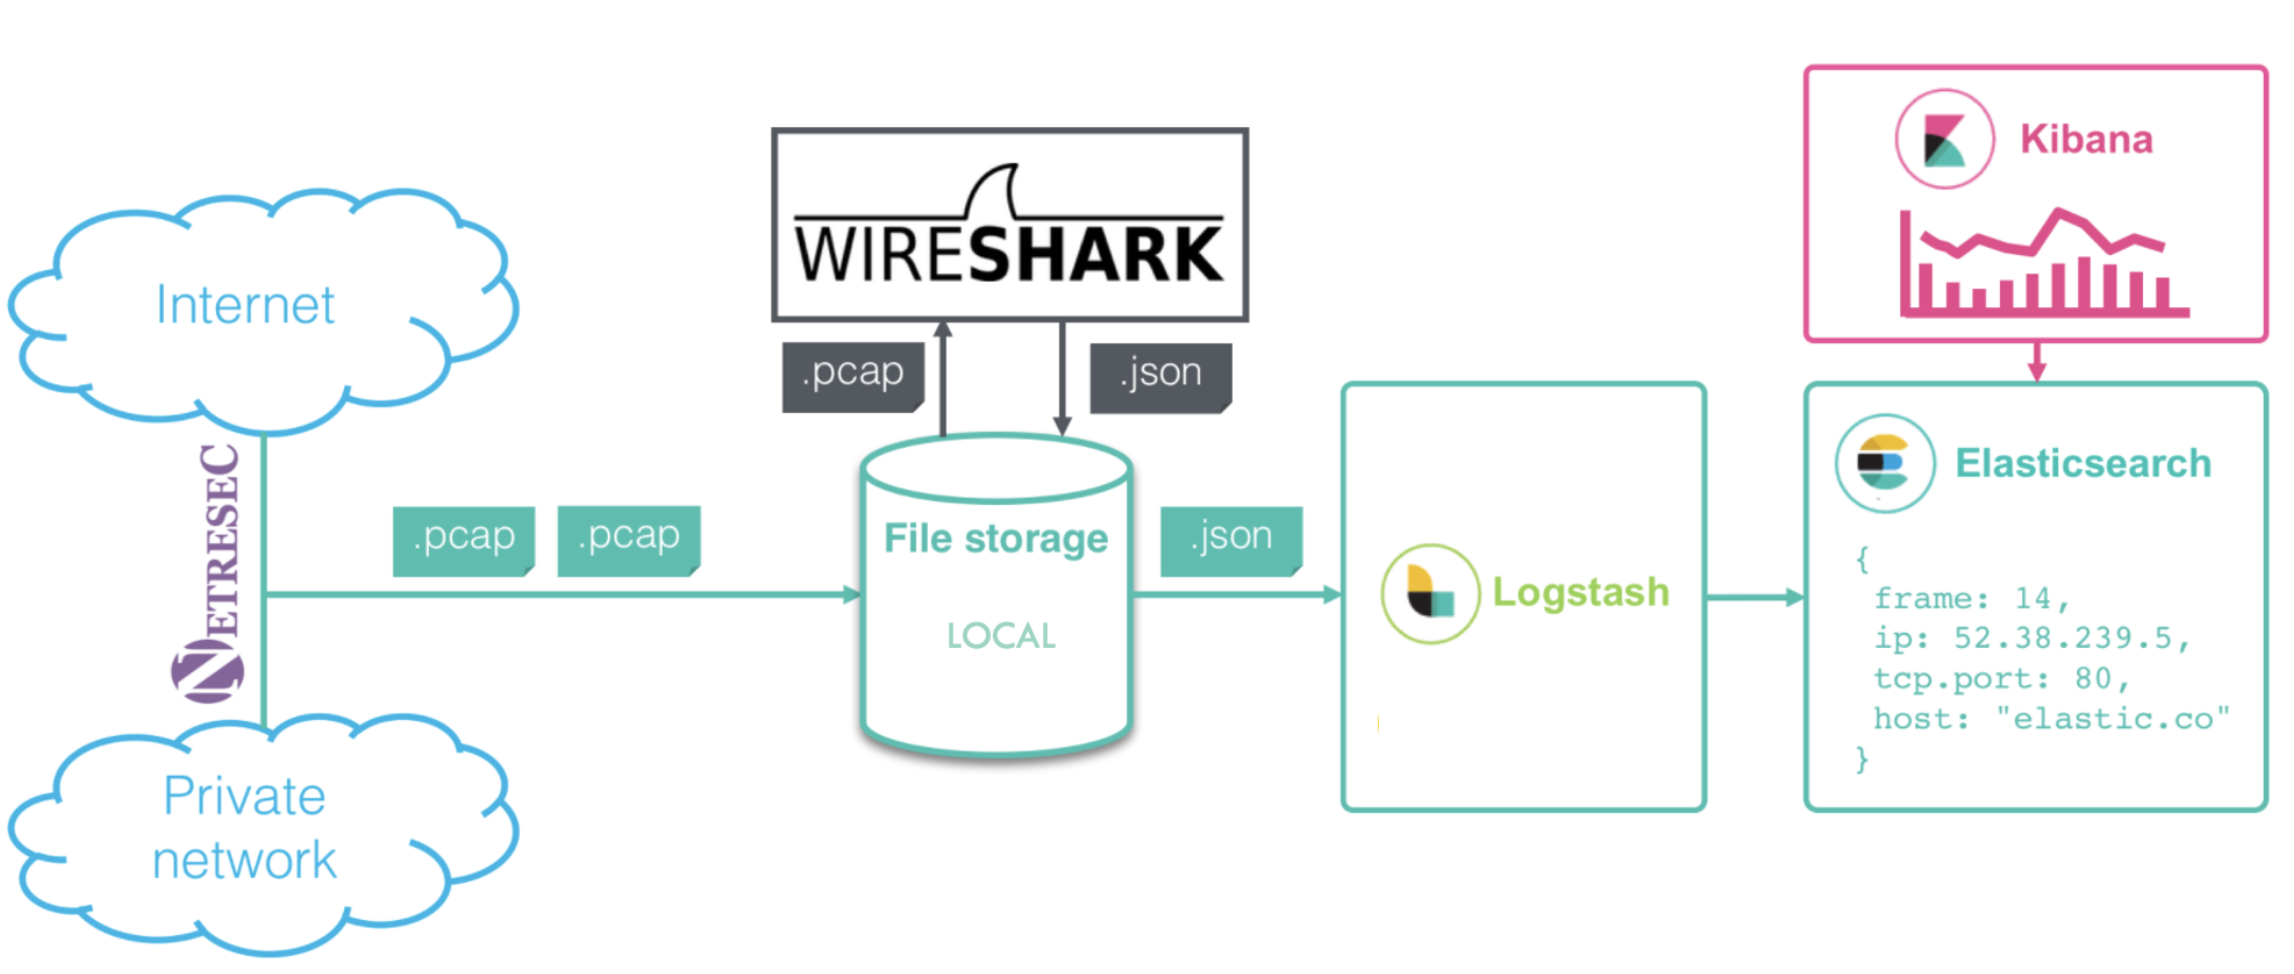 Internet
NETRESEC
Private
network
.pcap
.pcap
WIRESHARK
.pcap
.json
File storage
LOCAL
.json
Logstash
Kibana
Elasticsearch
{
frame: 14,
ip: 52.38.239.5,
tcp.port: 80,
host: "elastic.co"
}